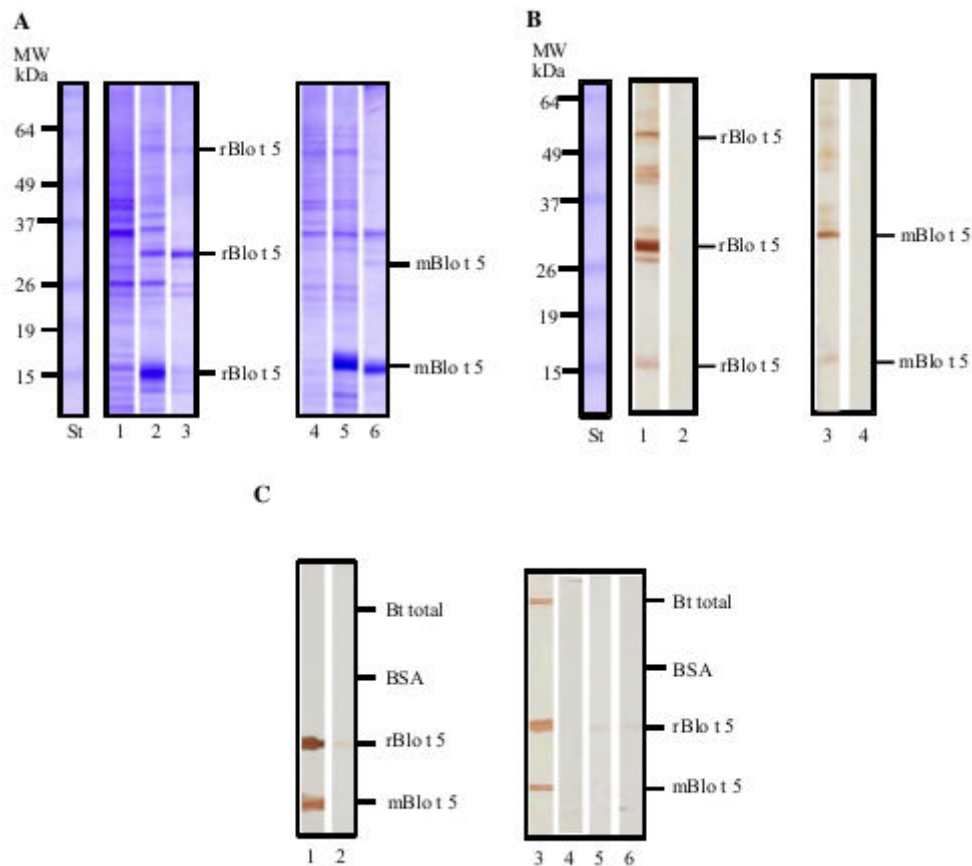 A
MW
kDa
64
49
37
26
19
15
rBlo t 5
rBlo t 5
rBlo t 5
mBlo t 5
mBlo t 5
St
1 2 3
4 5 6
B
MW
kDa
64
49
37
26
19
15
rBlo t 5
rBlo t 5
rBlo t 5
mBlo t 5
mBlo t 5
St
1 2
3 4
C
Bt total
BSA
rBlo t 5
mBlo t 5
1 2
Bt total
BSA
rBlo t 5
mBlo t 5
3 4 5 6